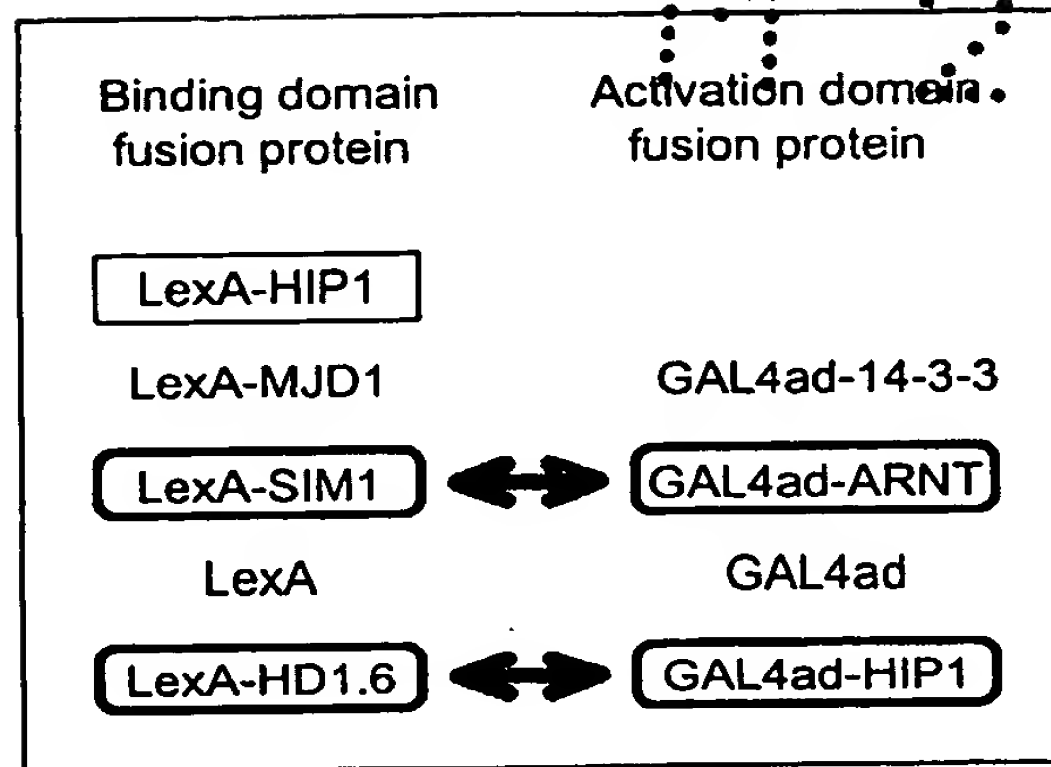 Binding domain
fusion protein
Activation domain
fusion protein
LexA-HIP1
LexA-MJD1
GAL4ad-14-3-3
LexA-SIM1
GAL4ad-ARNT
LexA
GAL4ad
LexA-HD1.6
GAL4ad-HIP1